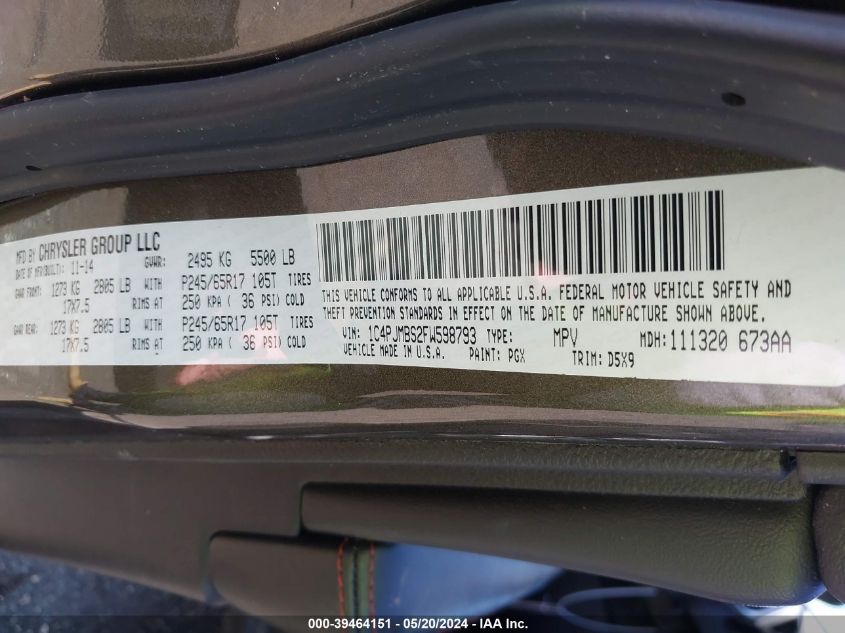 MFD BY CHRYSLER GROUP LLC
DATE OF MFR(BUILT): 11-14 GVWR: 2495 KG 5500 LB
GAWR FRONT: 1273 KG 2805 LB WITH P245/65R17 105T TIRES
17X7.5 RIMS AT 250 KPA ( 36 PSI) COLD
GAWR REAR: 1273 KG 2805 LB WITH P245/65R17 105T TIRES
17X7.5 RIMS AT 250 KPA ( 36 PSI) COLD
THIS VEHICLE CONFORMS TO ALL APPLICABLE U.S.A. FEDERAL MOTOR VEHICLE SAFETY AND
THEFT PREVENTION STANDARDS IN EFFECT ON THE DATE OF MANUFACTURE SHOWN ABOVE.
VIN: 1C4PJMBS2FW598793 TYPE: MPV MDH: 111320 673AA
VEHICLE MADE IN U.S.A. PAINT: PGX TRIM: D5X9
000-39464151 - 05/20/2024 - IAA Inc.